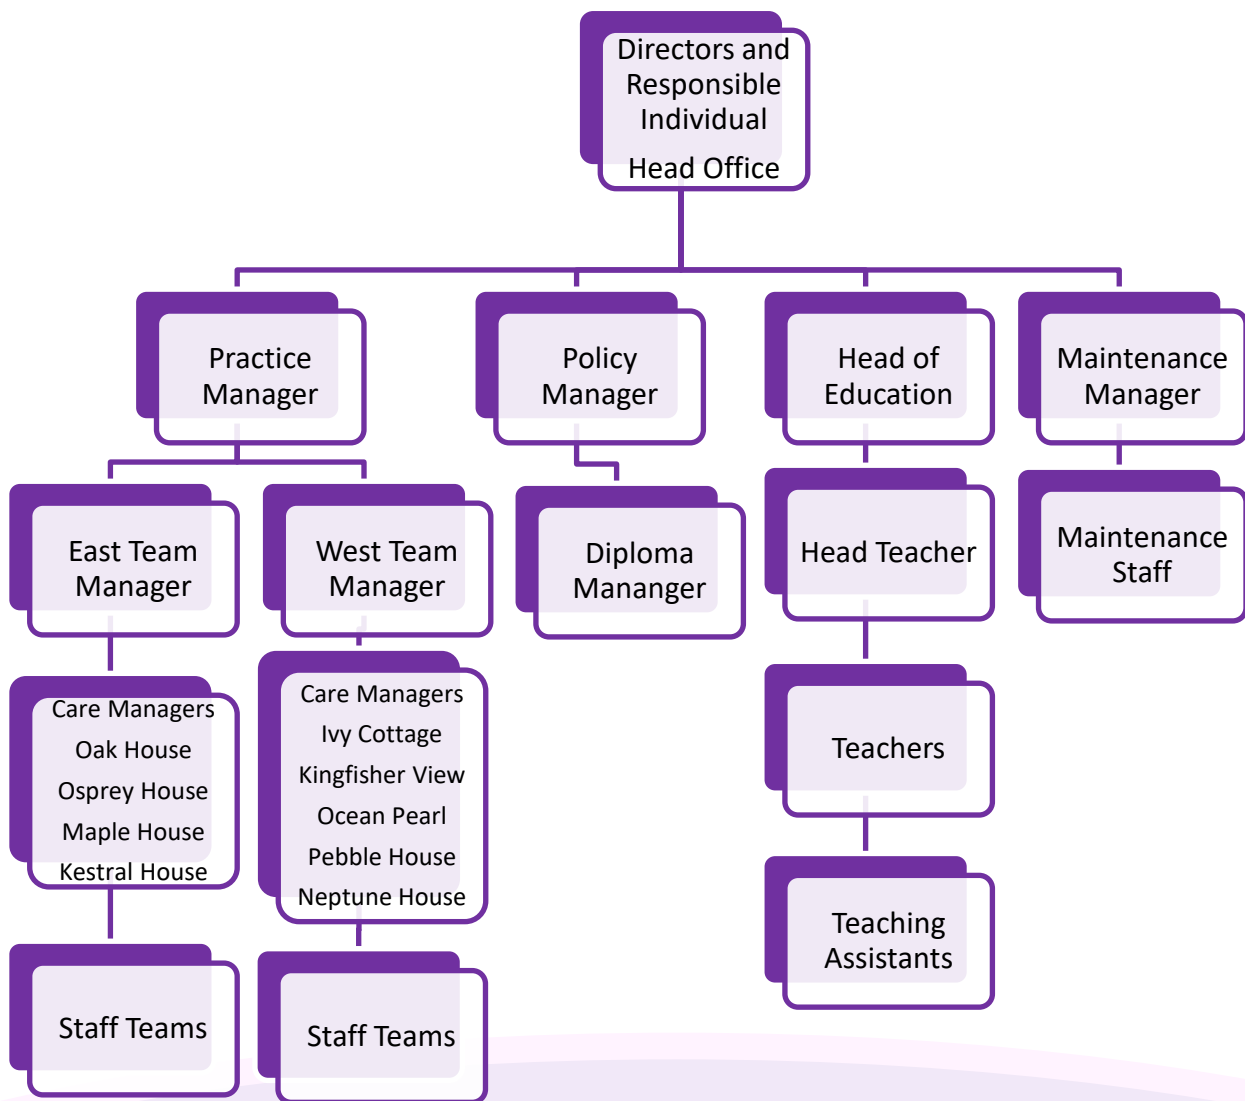 Directors and
Responsible
Individual
Head Office
Practice
Manager
Policy
Manager
Head of
Education
Maintenance
Manager
East Team
Manager
West Team
Manager
Diploma
Mananger
Head Teacher
Maintenance
Staff
Care Managers
Oak House
Osprey House
Maple House
Kestral House
Care Managers
Ivy Cottage
Kingfisher View
Ocean Pearl
Pebble House
Neptune House
Teachers
Teaching
Assistants
Staff Teams
Staff Teams